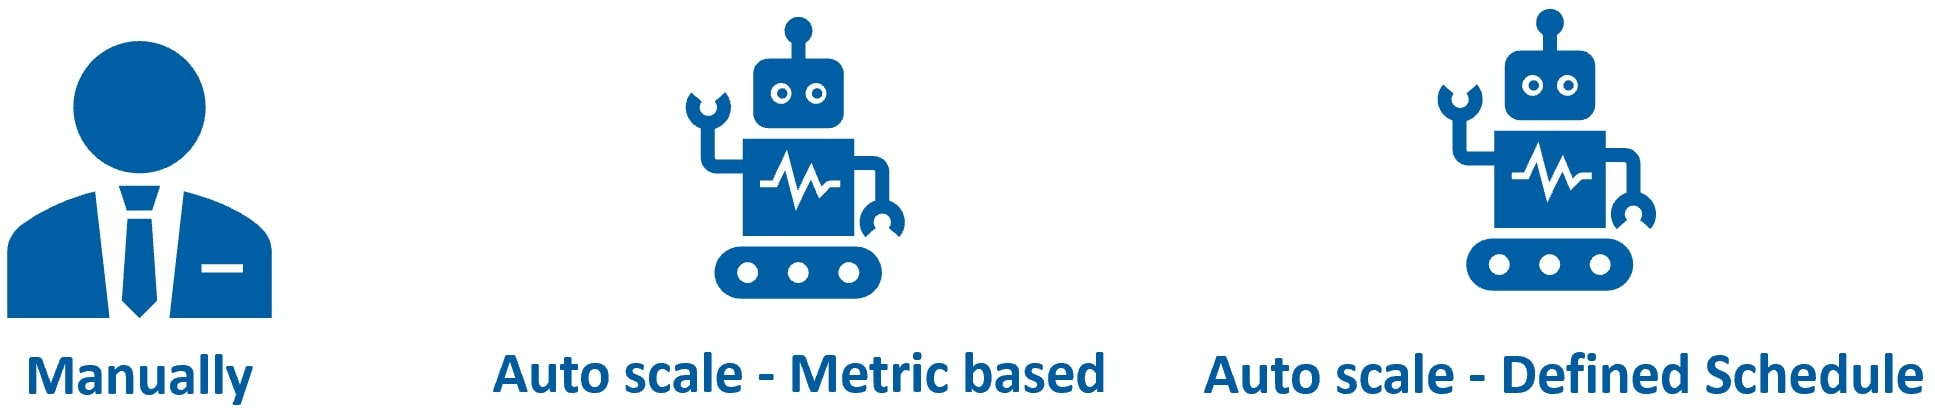 Manually
Auto scale - Metric based
Auto scale - Defined Schedule